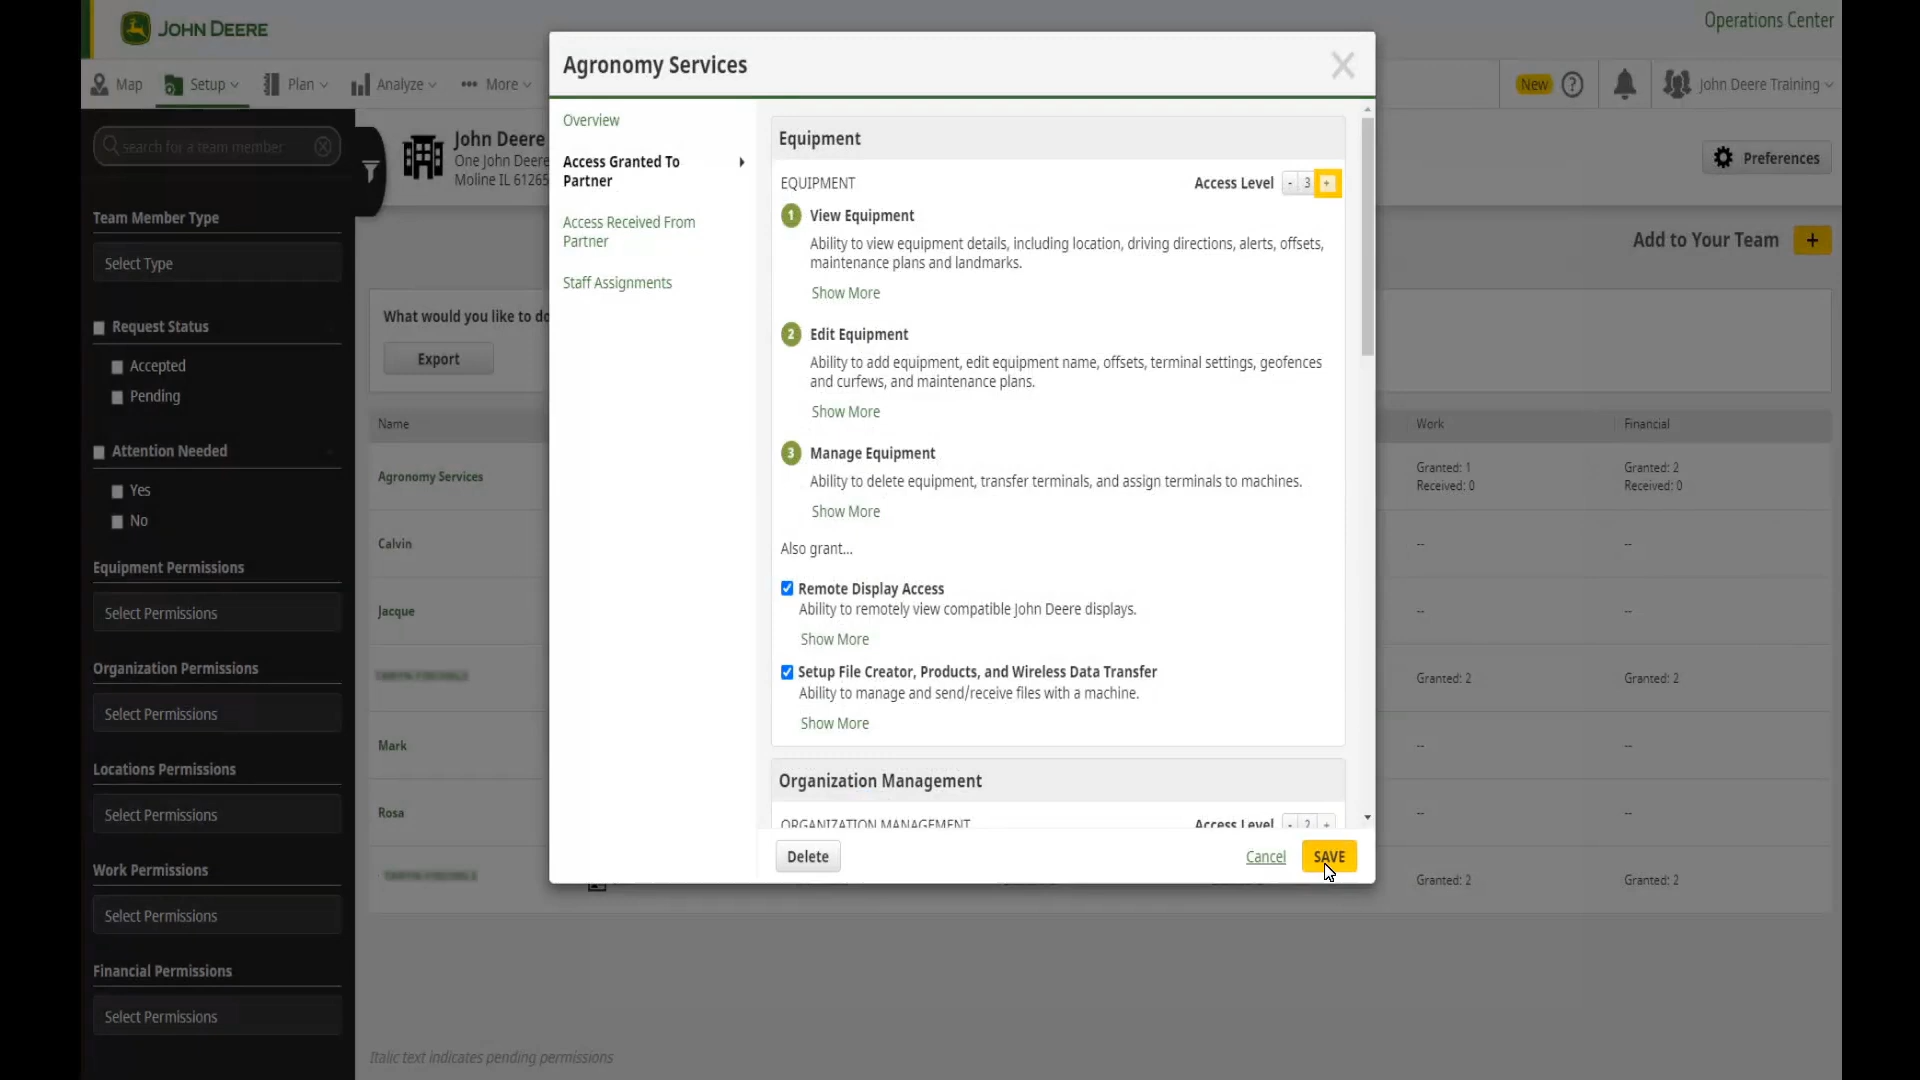 JOHN DEERE
Operations Center
Map
Setup
Plan
Analyze
More
New
John Deere Training
search for a team member
John Deere
One John Deere
Moline IL 61265
Preferences
Team Member Type
Select Type
Request Status
Accepted
Pending
Attention Needed
Yes
No
Equipment Permissions
Select Permissions
Organization Permissions
Select Permissions
Locations Permissions
Select Permissions
Work Permissions
Select Permissions
Financial Permissions
Select Permissions
Add to Your Team +
What would you like to do
Export
Name
Work
Financial
Agronomy Services
Granted: 1
Received: 0
Granted: 2
Received: 0
Calvin
--
--
Jacque
--
--
Granted: 2
Granted: 2
Mark
--
--
Rosa
--
--
Granted: 2
Granted: 2
Italic text indicates pending permissions
Agronomy Services
Overview
Access Granted To
Partner
Access Received From
Partner
Staff Assignments
Equipment
EQUIPMENT
Access Level - 3 +
1 View Equipment
Ability to view equipment details, including location, driving directions, alerts, offsets,
maintenance plans and landmarks.
Show More
2 Edit Equipment
Ability to add equipment, edit equipment name, offsets, terminal settings, geofences
and curfews, and maintenance plans.
Show More
3 Manage Equipment
Ability to delete equipment, transfer terminals, and assign terminals to machines.
Show More
Also grant...
Remote Display Access
Ability to remotely view compatible John Deere displays.
Show More
Setup File Creator, Products, and Wireless Data Transfer
Ability to manage and send/receive files with a machine.
Show More
Organization Management
ORGANIZATION MANAGEMENT
Access Level - 2 +
Delete
Cancel
SAVE